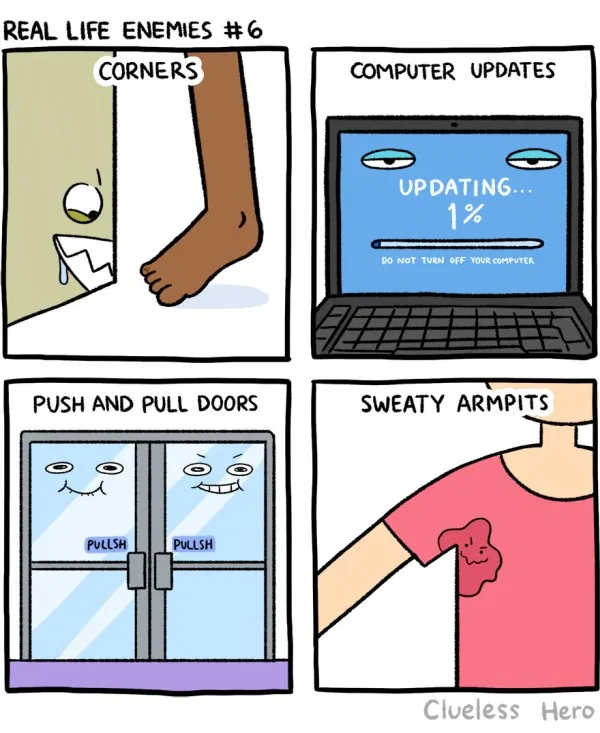 REAL LIFE ENEMIES #6
CORNERS
COMPUTER UPDATES
UPDATING...
1%
DO NOT TURN OFF YOUR COMPUTER
PUSH AND PULL DOORS
PULLSH
PULLSH
SWEATY ARMPITS
Clueless Hero